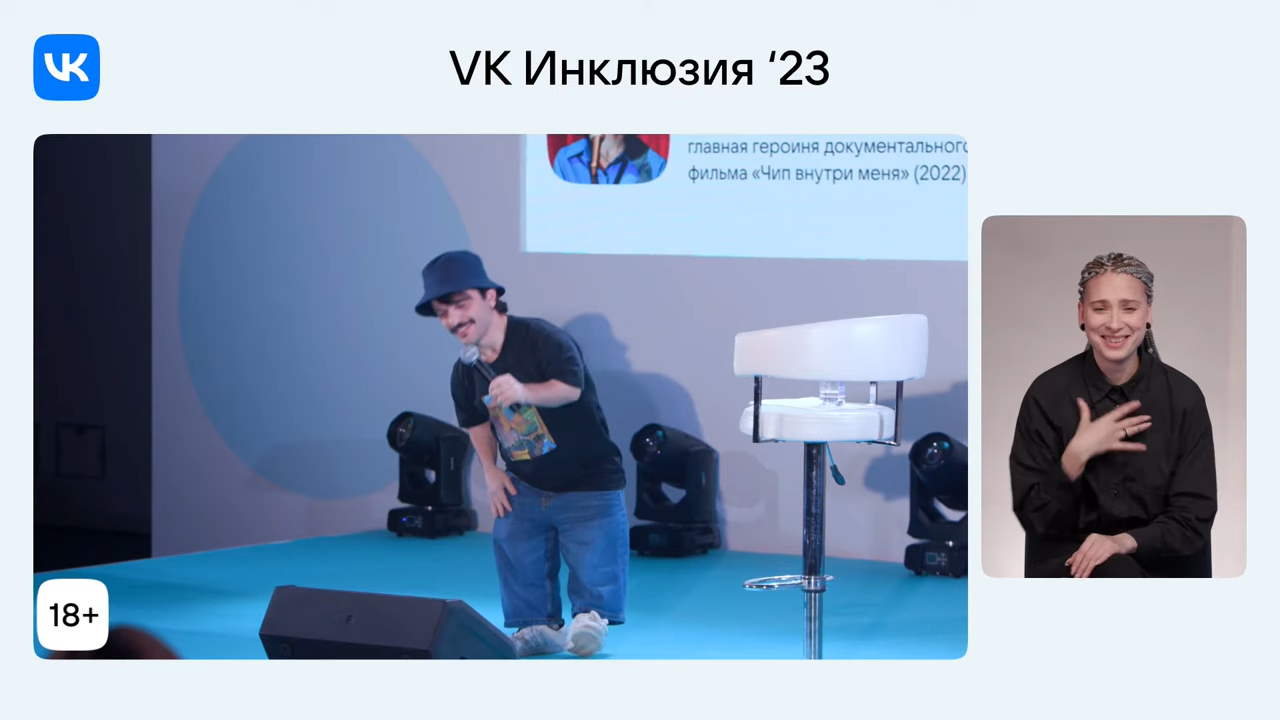 VK
VK Инклюзия ‘23
главная героиня документального
фильма «Чип внутри меня» (2022)
18+